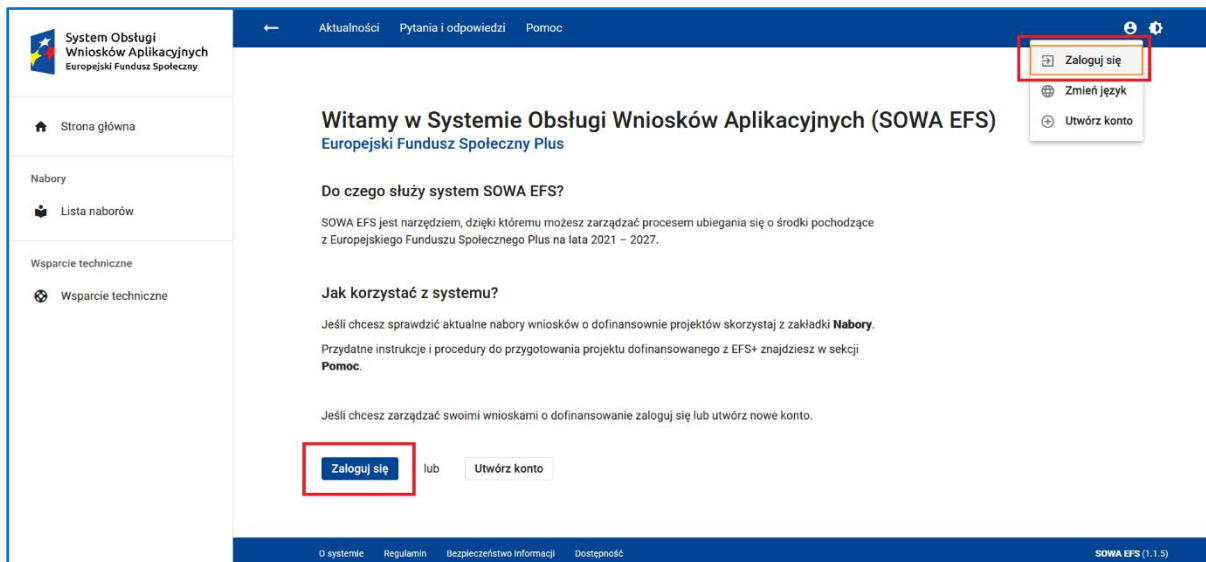 System Obsługi
Wniosków Aplikacyjnych
Europejski Fundusz Społeczny
Strona główna
Nabory
Lista naborów
Wsparcie techniczne
Wsparcie techniczne
Aktualności Pytania i odpowiedzi Pomoc
Zaloguj się
Zmień język
Utwórz konto
Witamy w Systemie Obsługi Wniosków Aplikacyjnych (SOWA EFS)
Europejski Fundusz Społeczny Plus
Do czego służy system SOWA EFS?
SOWA EFS jest narzędziem, dzięki któremu możesz zarządzać procesem ubiegania się o środki pochodzące
z Europejskiego Funduszu Społecznego Plus na lata 2021 – 2027.
Jak korzystać z systemu?
Jeśli chcesz sprawdzić aktualne nabory wniosków o dofinansownie projektów skorzystaj z zakładki Nabory.
Przydatne instrukcje i procedury do przygotowania projektu dofinansowanego z EFS+ znajdziesz w sekcji
Pomoc.
Jeśli chcesz zarządzać swoimi wnioskami o dofinansowanie zaloguj się lub utwórz nowe konto.
Zaloguj się lub Utwórz konto
O systemie Regulamin Bezpieczeństwo informacji Dostępność SOWA EFS (1.1.5)